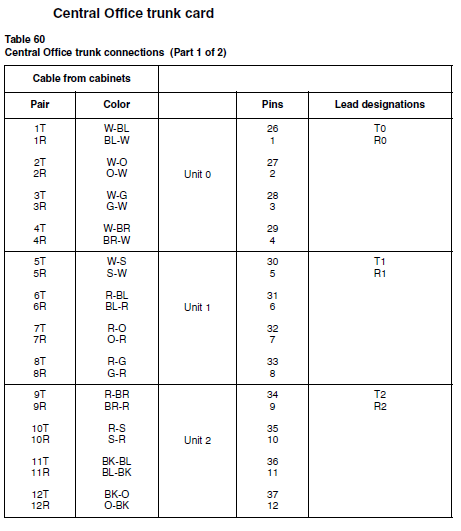 Central Office trunk card
Table 60
Central Office trunk connections (Part 1 of 2)
Cable from cabinets
Pair Color Pins Lead designations
1T W-BL 26 T0
1R BL-W 1 R0
2T W-O 27
2R O-W Unit 0 2
3T W-G 28
3R G-W 3
4T W-BR 29
4R BR-W 4
5T W-S 30 T1
5R S-W 5 R1
6T R-BL 31
6R BL-R Unit 1 6
7T R-O 32
7R O-R 7
8T R-G 33
8R G-R 8
9T R-BR 34 T2
9R BR-R 9 R2
10T R-S 35
10R S-R Unit 2 10
11T BK-BL 36
11R BL-BK 11
12T BK-O 37
12R O-BK 12